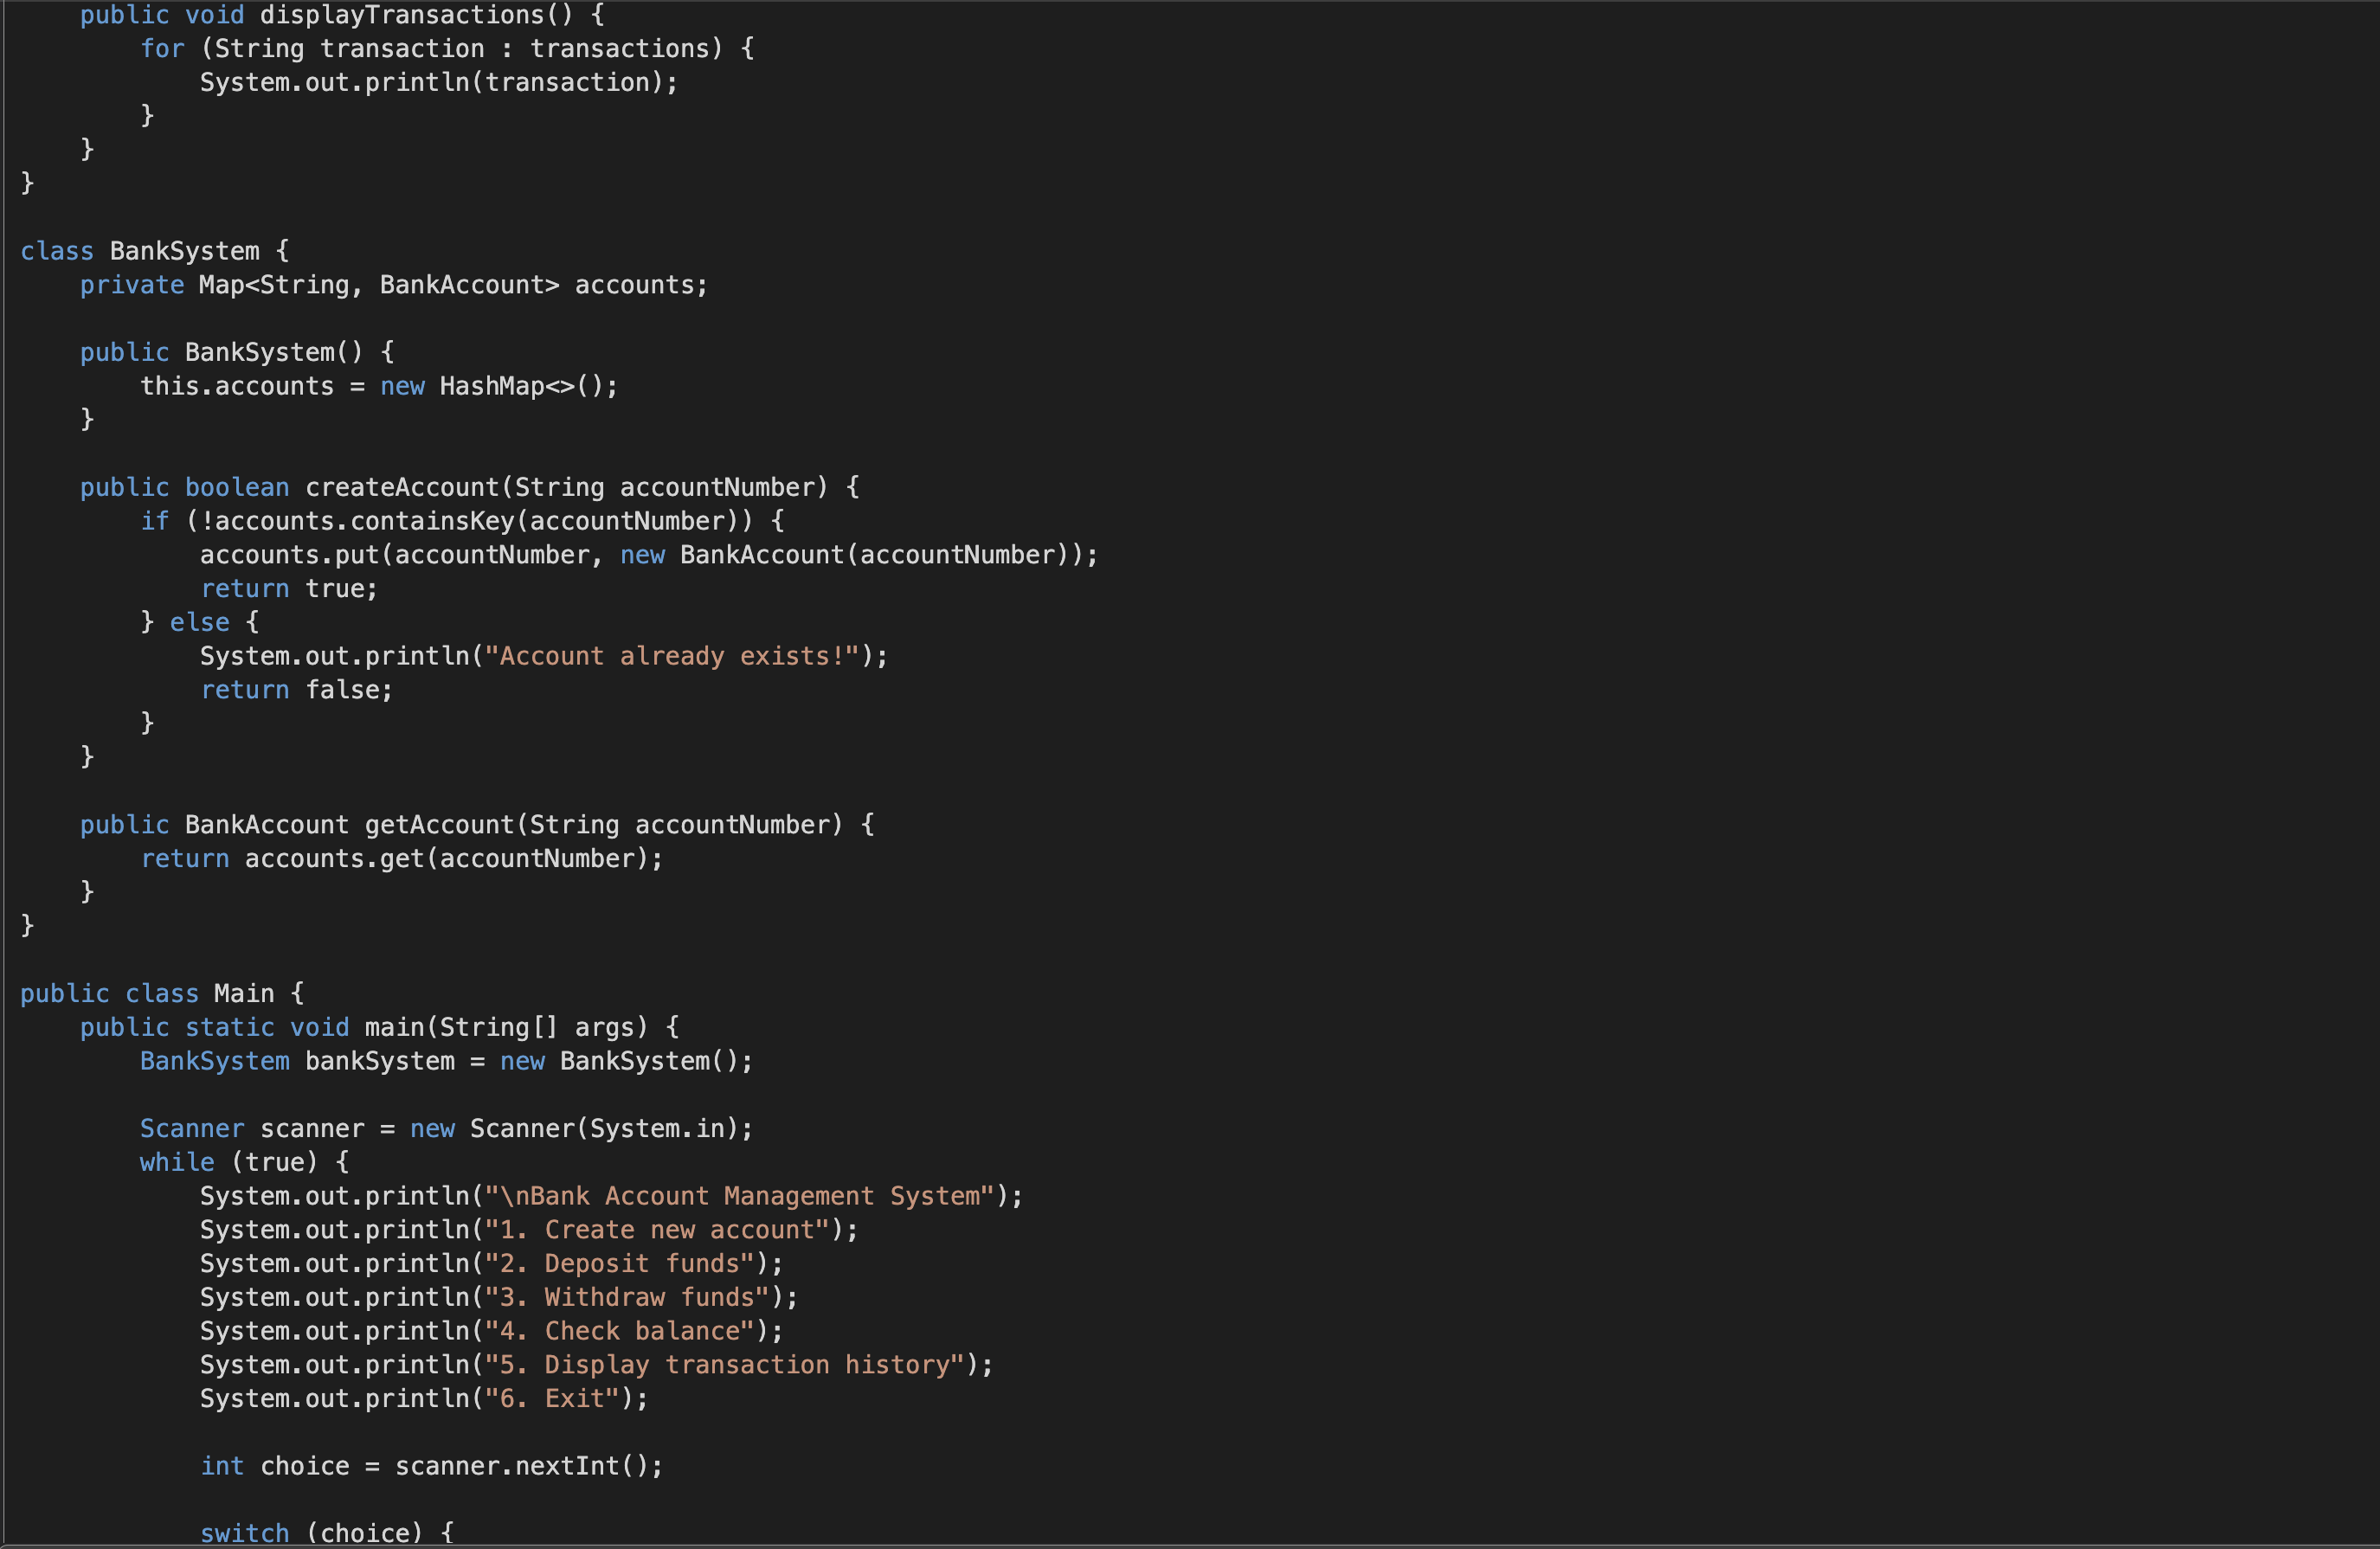 public void displayTransactions() {
        for (String transaction : transactions) {
            System.out.println(transaction);
        }
    }
}

class BankSystem {
    private Map<String, BankAccount> accounts;

    public BankSystem() {
        this.accounts = new HashMap<>();
    }

    public boolean createAccount(String accountNumber) {
        if (!accounts.containsKey(accountNumber)) {
            accounts.put(accountNumber, new BankAccount(accountNumber));
            return true;
        } else {
            System.out.println("Account already exists!");
            return false;
        }
    }

    public BankAccount getAccount(String accountNumber) {
        return accounts.get(accountNumber);
    }
}

public class Main {
    public static void main(String[] args) {
        BankSystem bankSystem = new BankSystem();

        Scanner scanner = new Scanner(System.in);
        while (true) {
            System.out.println("\nBank Account Management System");
            System.out.println("1. Create new account");
            System.out.println("2. Deposit funds");
            System.out.println("3. Withdraw funds");
            System.out.println("4. Check balance");
            System.out.println("5. Display transaction history");
            System.out.println("6. Exit");

            int choice = scanner.nextInt();

            switch (choice) {